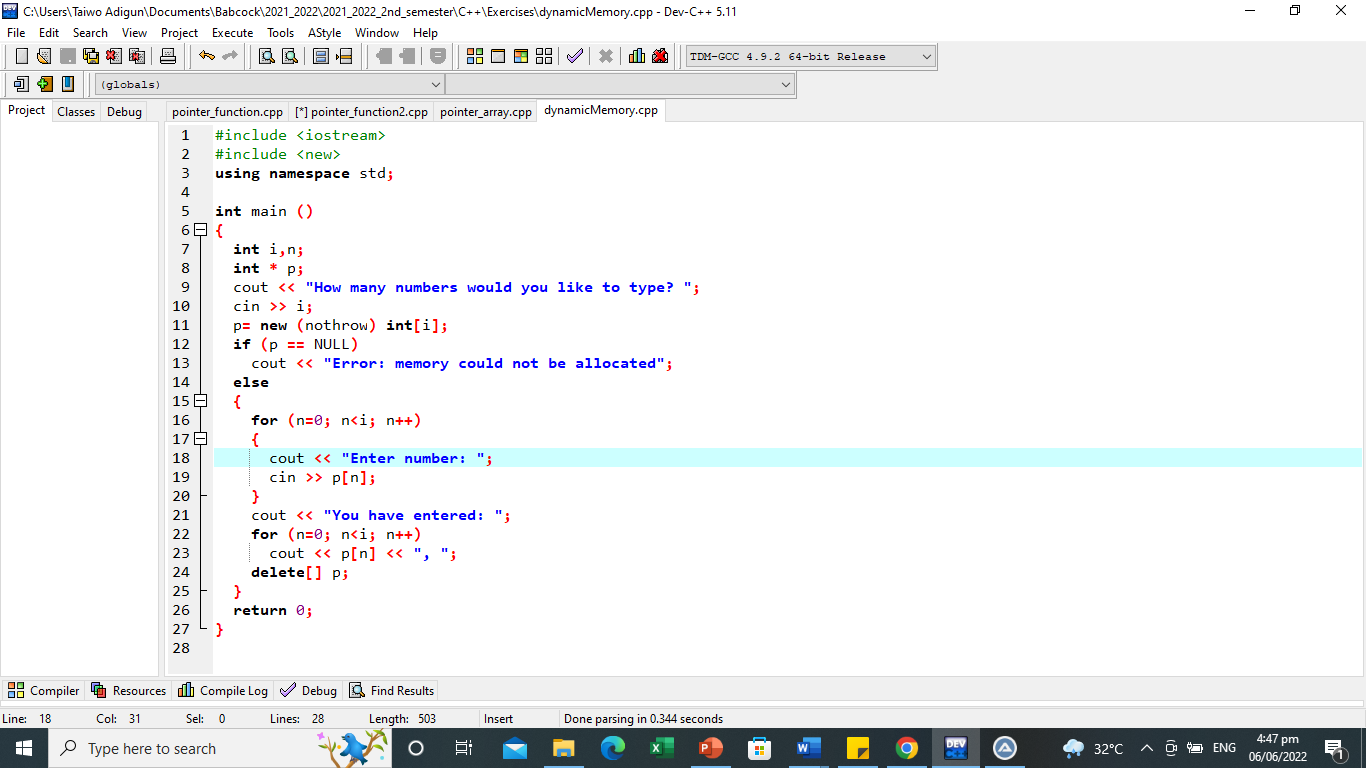 C:\Users\Taiwo Adigun\Documents\Babcock\2021_2022\2021_2022_2nd_semester\C++\Exercises\dynamicMemory.cpp - Dev-C++ 5.11
File Edit Search View Project Execute Tools AStyle Window Help
TDM-GCC 4.9.2 64-bit Release
(globals)
Project Classes Debug pointer_function.cpp [*] pointer_function2.cpp pointer_array.cpp dynamicMemory.cpp
1 #include <iostream>
2 #include <new>
3 using namespace std;
4
5 int main ()
6 {
7 int i,n;
8 int * p;
9 cout << "How many numbers would you like to type? ";
10 cin >> i;
11 p= new (nothrow) int[i];
12 if (p == NULL)
13 cout << "Error: memory could not be allocated";
14 else
15 {
16 for (n=0; n<i; n++)
17 {
18 cout << "Enter number: ";
19 cin >> p[n];
20 }
21 cout << "You have entered: ";
22 for (n=0; n<i; n++)
23 cout << p[n] << ", ";
24 delete[] p;
25 }
26 return 0;
27 }
28
Compiler Resources Compile Log Debug Find Results
Line: 18 Col: 31 Sel: 0 Lines: 28 Length: 503 Insert Done parsing in 0.344 seconds
Type here to search DEV 32°C ENG 4:47 pm
06/06/2022 1